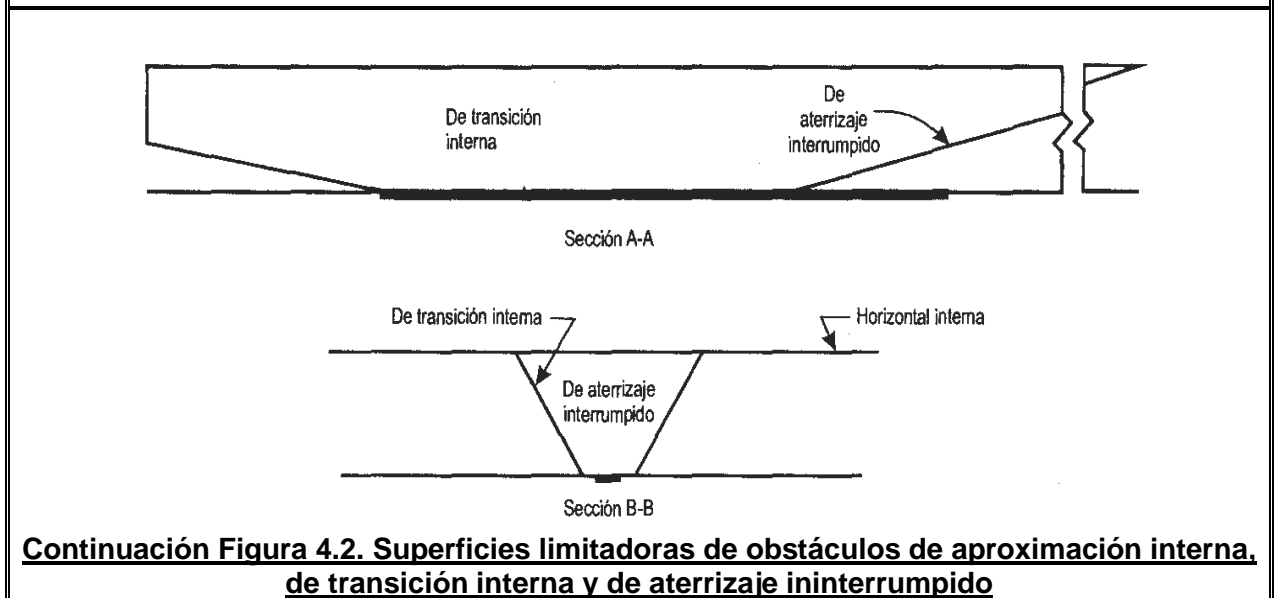 De transición
interna
De
aterrizaje
interrumpido
Sección A-A
De transición interna
Horizontal interna
De aterrizaje
interrumpido
Sección B-B
Continuación Figura 4.2. Superficies limitadoras de obstáculos de aproximación interna,
de transición interna y de aterrizaje ininterrumpido